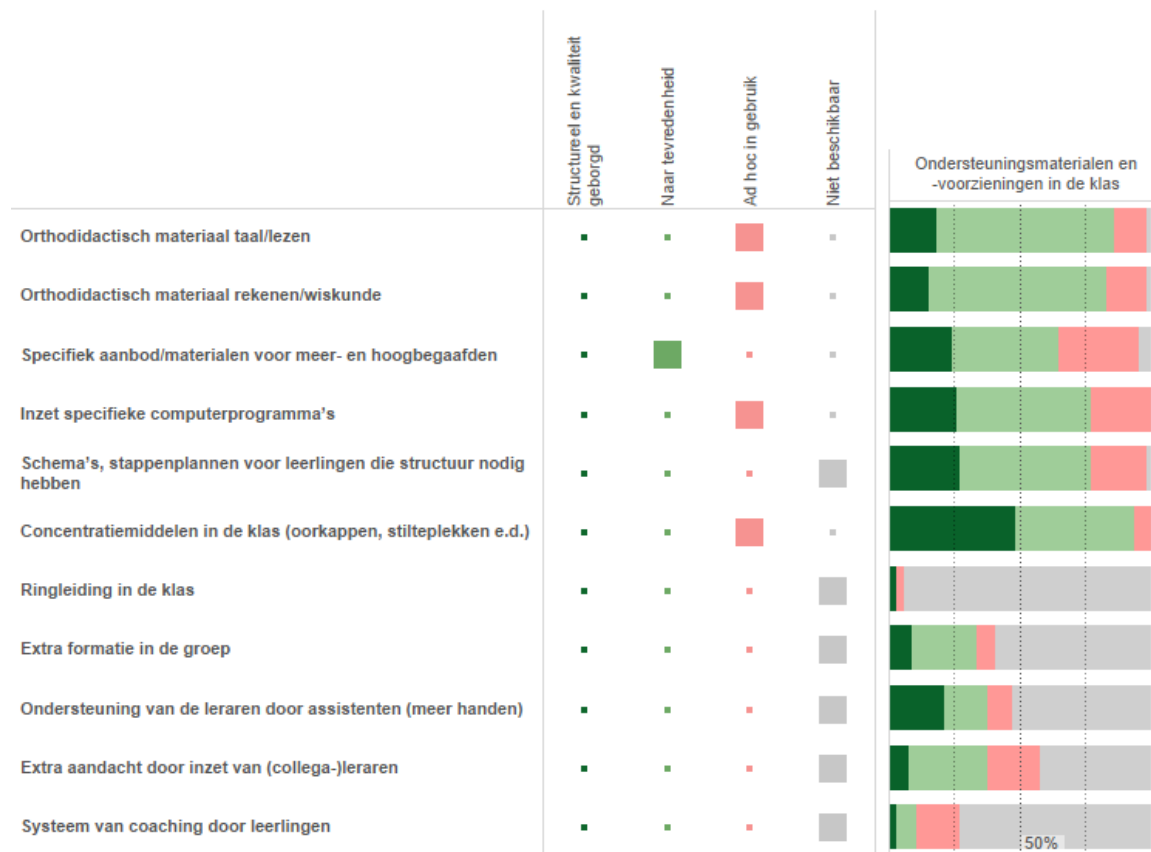 Structureel en kwaliteit
geborgd
Naar tevredenheid
Ad hoc in gebruik
Niet beschikbaar
Ondersteuningsmaterialen en
-voorzieningen in de klas
Orthodidactisch materiaal taal/lezen
Orthodidactisch materiaal rekenen/wiskunde
Specifiek aanbod/materialen voor meer- en hoogbegaafden
Inzet specifieke computerprogramma's
Schema's, stappenplannen voor leerlingen die structuur nodig
hebben
Concentratiemiddelen in de klas (oorkappen, stilteplekken e.d.)
Ringleiding in de klas
Extra formatie in de groep
Ondersteuning van de leraren door assistenten (meer handen)
Extra aandacht door inzet van (collega-)leraren
Systeem van coaching door leerlingen
50%